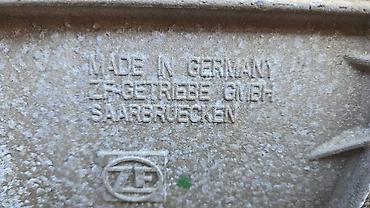 MADE IN GERMANY
ZF-GETRIEBE GMBH
SAARBRUECKEN
ZF